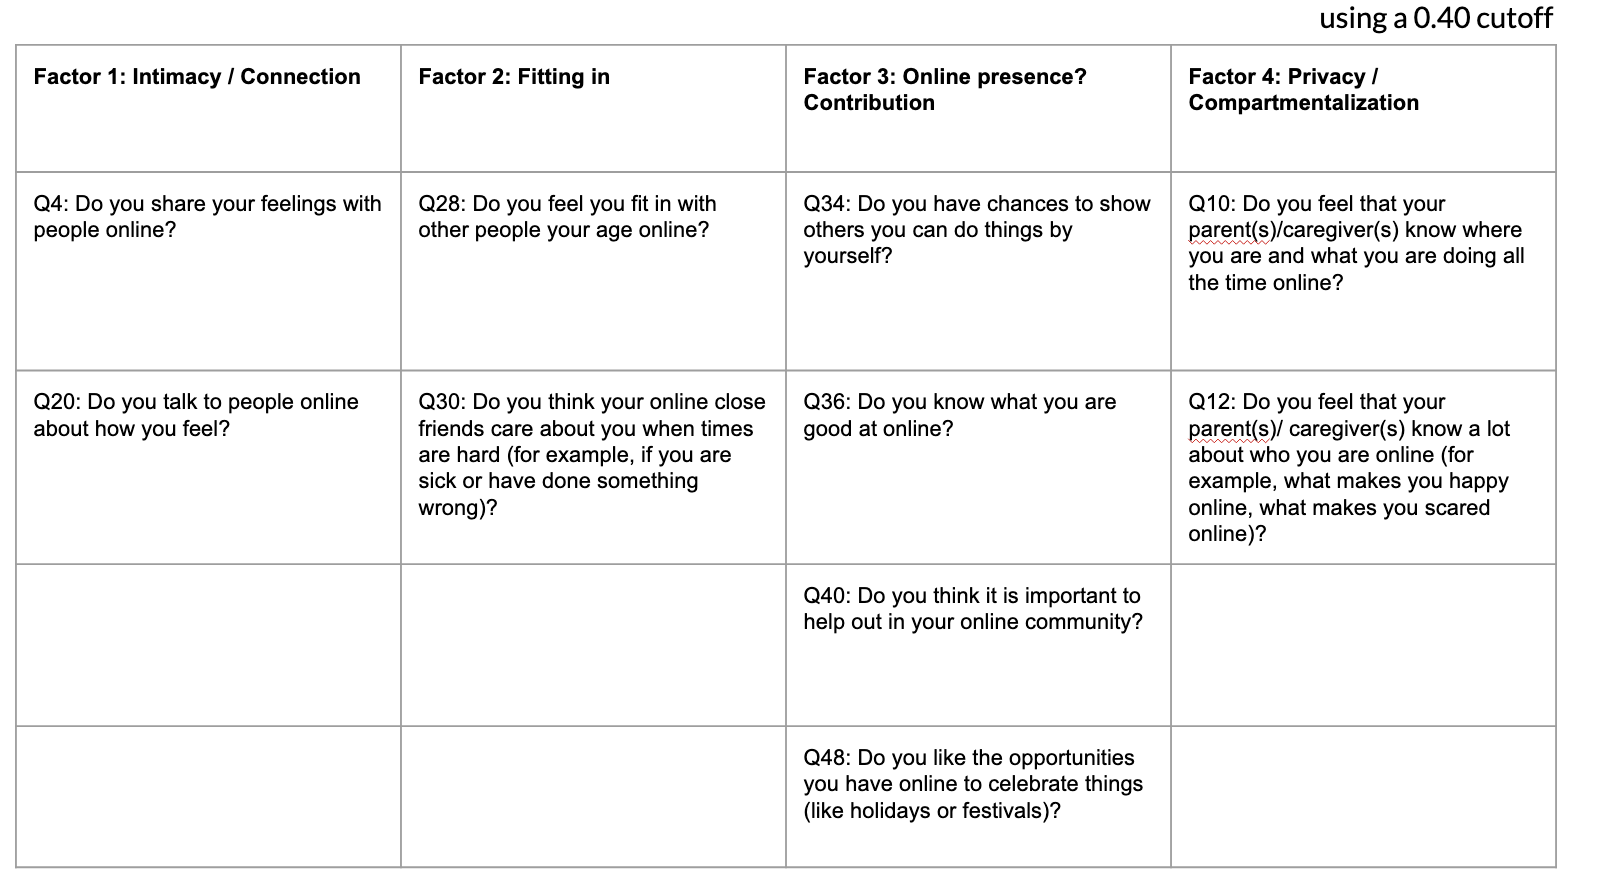 using a 0.40 cutoff
Factor 1: Intimacy / Connection
Factor 2: Fitting in
Factor 3: Online presence?
Contribution
Factor 4: Privacy /
Compartmentalization
Q4: Do you share your feelings with
people online?
Q28: Do you feel you fit in with
other people your age online?
Q34: Do you have chances to show
others you can do things by
yourself?
Q10: Do you feel that your
parent(s)/caregiver(s) know where
you are and what you are doing all
the time online?
Q20: Do you talk to people online
about how you feel?
Q30: Do you think your online close
friends care about you when times
are hard (for example, if you are
sick or have done something
wrong)?
Q36: Do you know what you are
good at online?
Q12: Do you feel that your
parent(s)/ caregiver(s) know a lot
about who you are online (for
example, what makes you happy
online, what makes you scared
online)?
Q40: Do you think it is important to
help out in your online community?
Q48: Do you like the opportunities
you have online to celebrate things
(like holidays or festivals)?